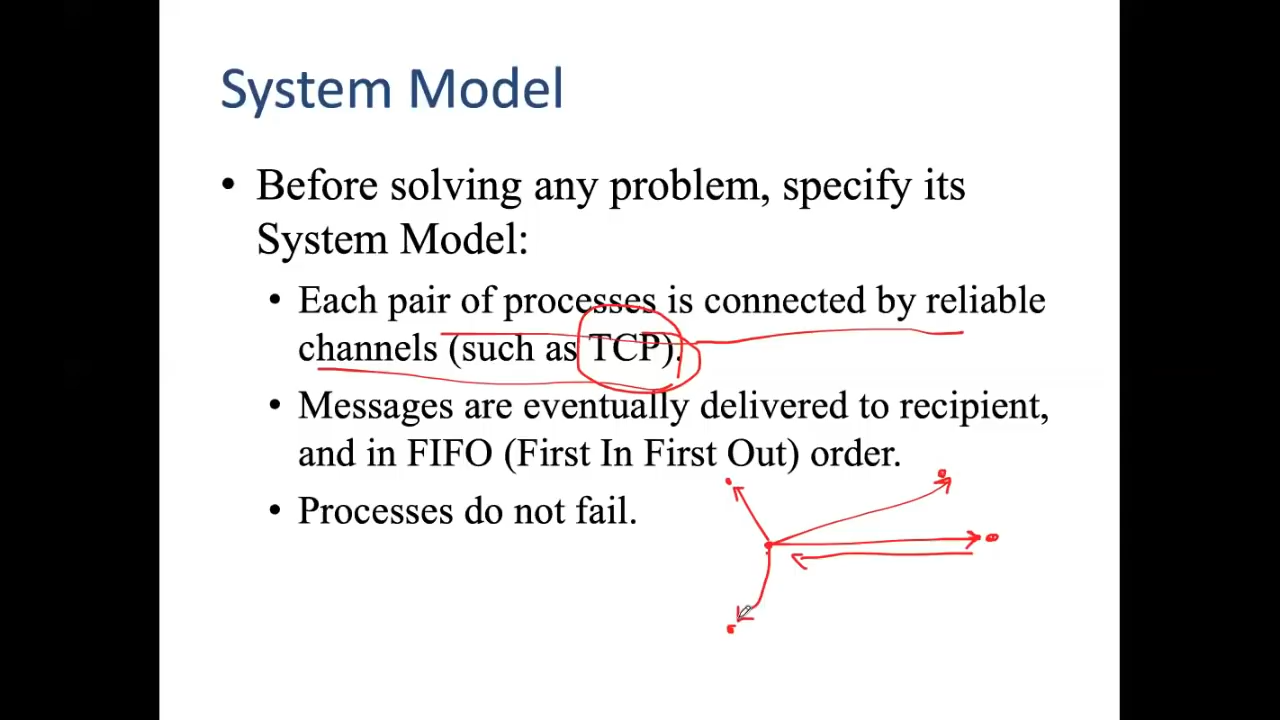 System Model
• Before solving any problem, specify its
System Model:
• Each pair of processes is connected by reliable
channels (such as TCP).
• Messages are eventually delivered to recipient,
and in FIFO (First In First Out) order.
• Processes do not fail.